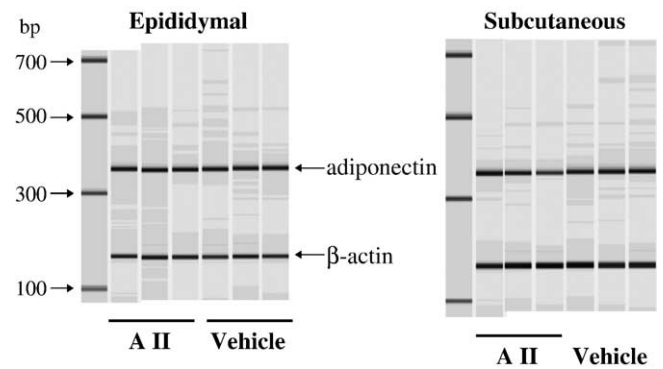 Epididymal
Subcutaneous
bp
700
500
300
100
adiponectin
β-actin
A II
Vehicle
A II
Vehicle